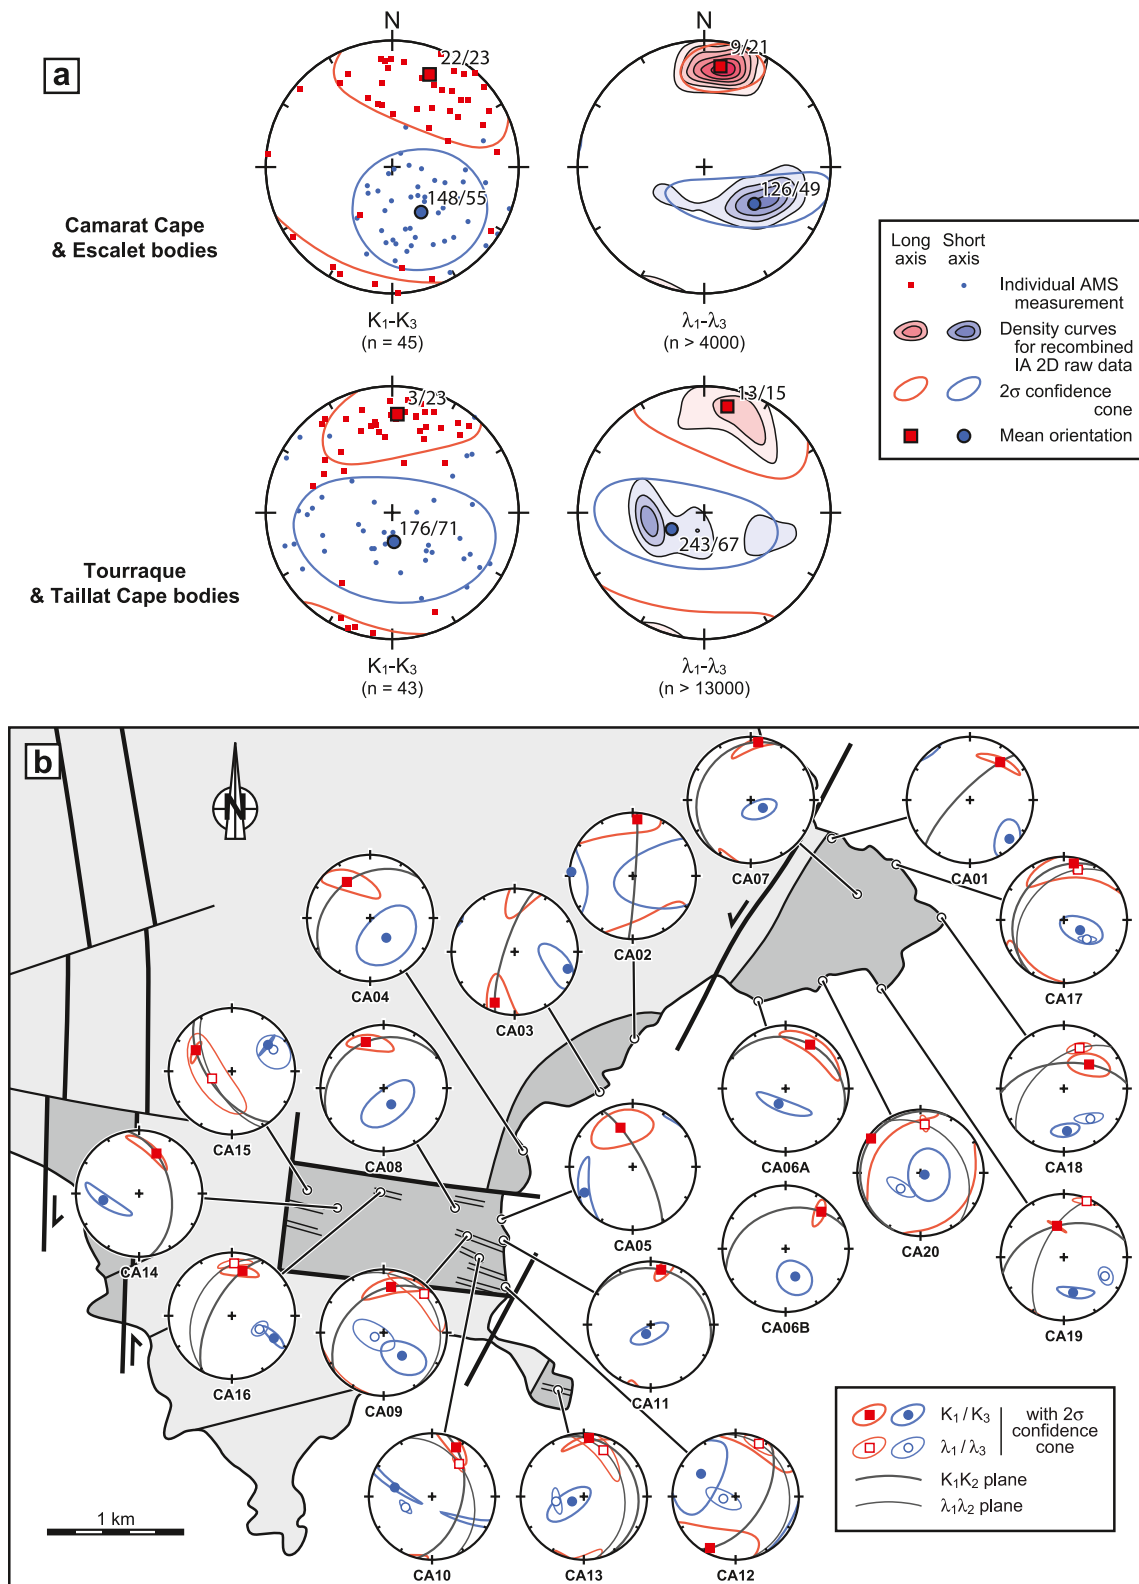 a
N
22/23
148/55
K₁-K₃
(n = 45)
N
9/21
126/49
λ₁-λ₃
(n > 4000)
Camarat Cape
& Escalet bodies
3/23
176/71
K₁-K₃
(n = 43)
13/15
243/67
λ₁-λ₃
(n > 13000)
Tourraque
& Taillat Cape bodies
Long
axis
Short
axis
Individual AMS
measurement
Density curves
for recombined
IA 2D raw data
2σ confidence
cone
Mean orientation
b
N
CA07
CA01
CA02
CA17
CA04
CA03
CA18
CA15
CA08
CA06A
CA20
CA05
CA14
CA06B
CA19
CA16
CA09
CA11
CA10
CA13
CA12
1 km
K₁ / K₃
λ₁ / λ₃
with 2σ
confidence
cone
K₁K₂ plane
λ₁λ₂ plane